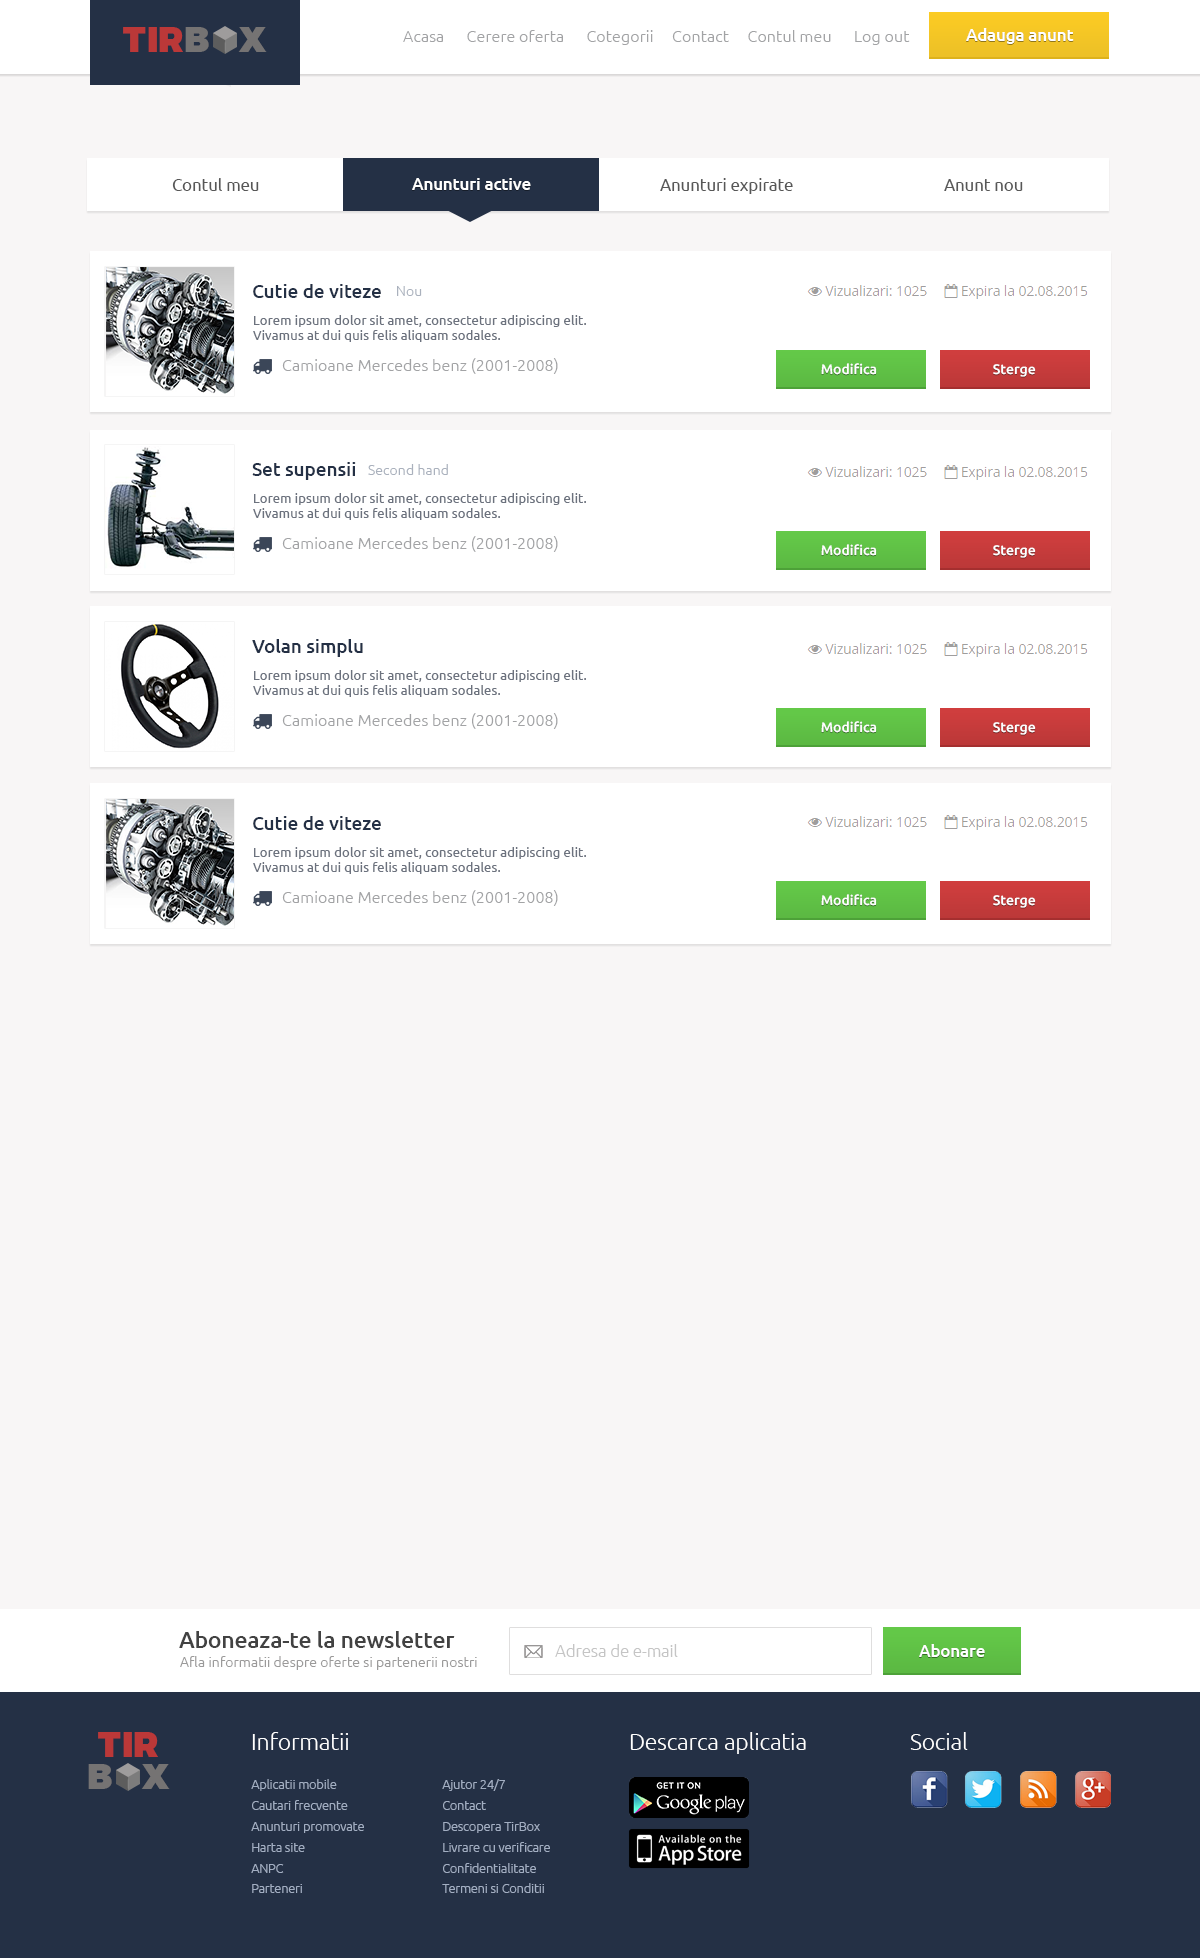 TIRBOX
Acasa Cerere oferta Cotegorii Contact Contul meu Log out Adauga anunt
Contul meu Anunturi active Anunturi expirate Anunt nou
Cutie de viteze Nou Vizualizari: 1025 Expira la 02.08.2015
Lorem ipsum dolor sit amet, consectetur adipiscing elit.
Vivamus at dui quis felis aliquam sodales.
Camioane Mercedes benz (2001-2008) Modifica Sterge
Set supensii Second hand Vizualizari: 1025 Expira la 02.08.2015
Lorem ipsum dolor sit amet, consectetur adipiscing elit.
Vivamus at dui quis felis aliquam sodales.
Camioane Mercedes benz (2001-2008) Modifica Sterge
Volan simplu Vizualizari: 1025 Expira la 02.08.2015
Lorem ipsum dolor sit amet, consectetur adipiscing elit.
Vivamus at dui quis felis aliquam sodales.
Camioane Mercedes benz (2001-2008) Modifica Sterge
Cutie de viteze Vizualizari: 1025 Expira la 02.08.2015
Lorem ipsum dolor sit amet, consectetur adipiscing elit.
Vivamus at dui quis felis aliquam sodales.
Camioane Mercedes benz (2001-2008) Modifica Sterge
Aboneaza-te la newsletter
Afla informatii despre oferte si partenerii nostri
Adresa de e-mail Abonare
TIR
BOX
Informatii
Aplicatii mobile
Cautari frecvente
Anunturi promovate
Harta site
ANPC
Parteneri
Ajutor 24/7
Contact
Descopera TirBox
Livrare cu verificare
Confidentialitate
Termeni si Conditii
Descarca aplicatia
GET IT ON
Google play
Available on the
App Store
Social
f g+